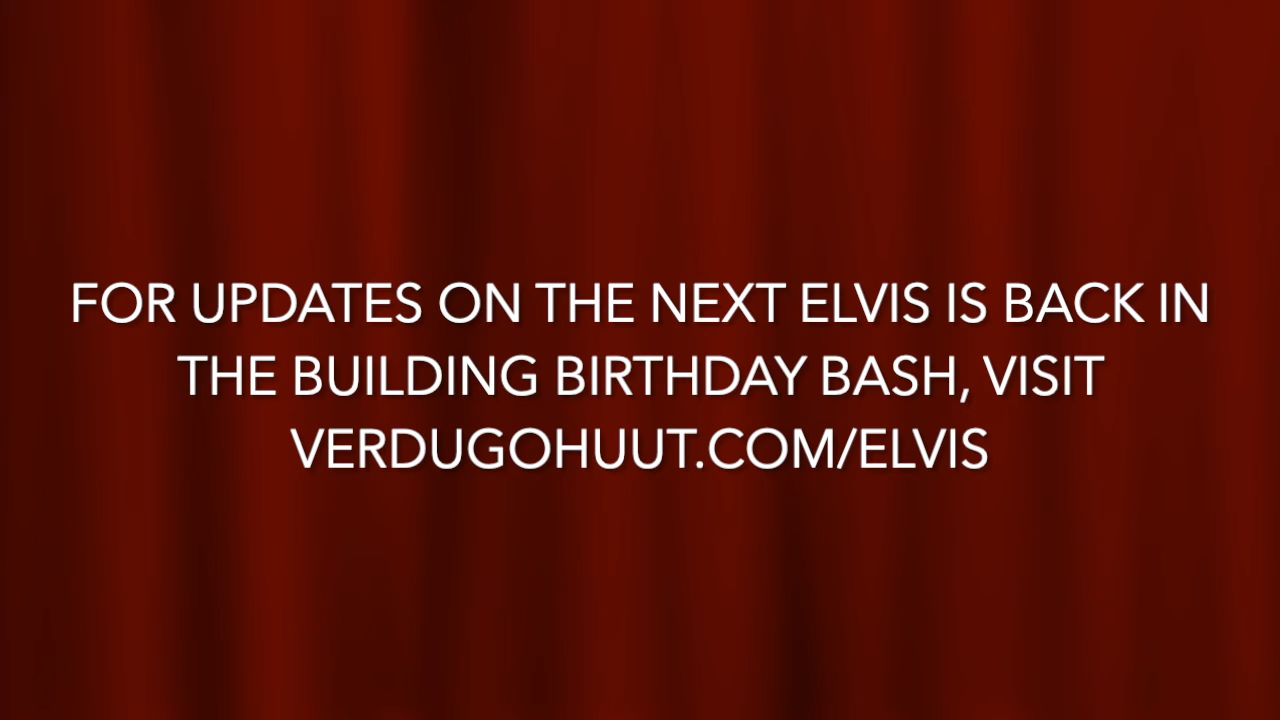 FOR UPDATES ON THE NEXT ELVIS IS BACK IN
THE BUILDING BIRTHDAY BASH, VISIT
VERDUGOHUUT.COM/ELVIS